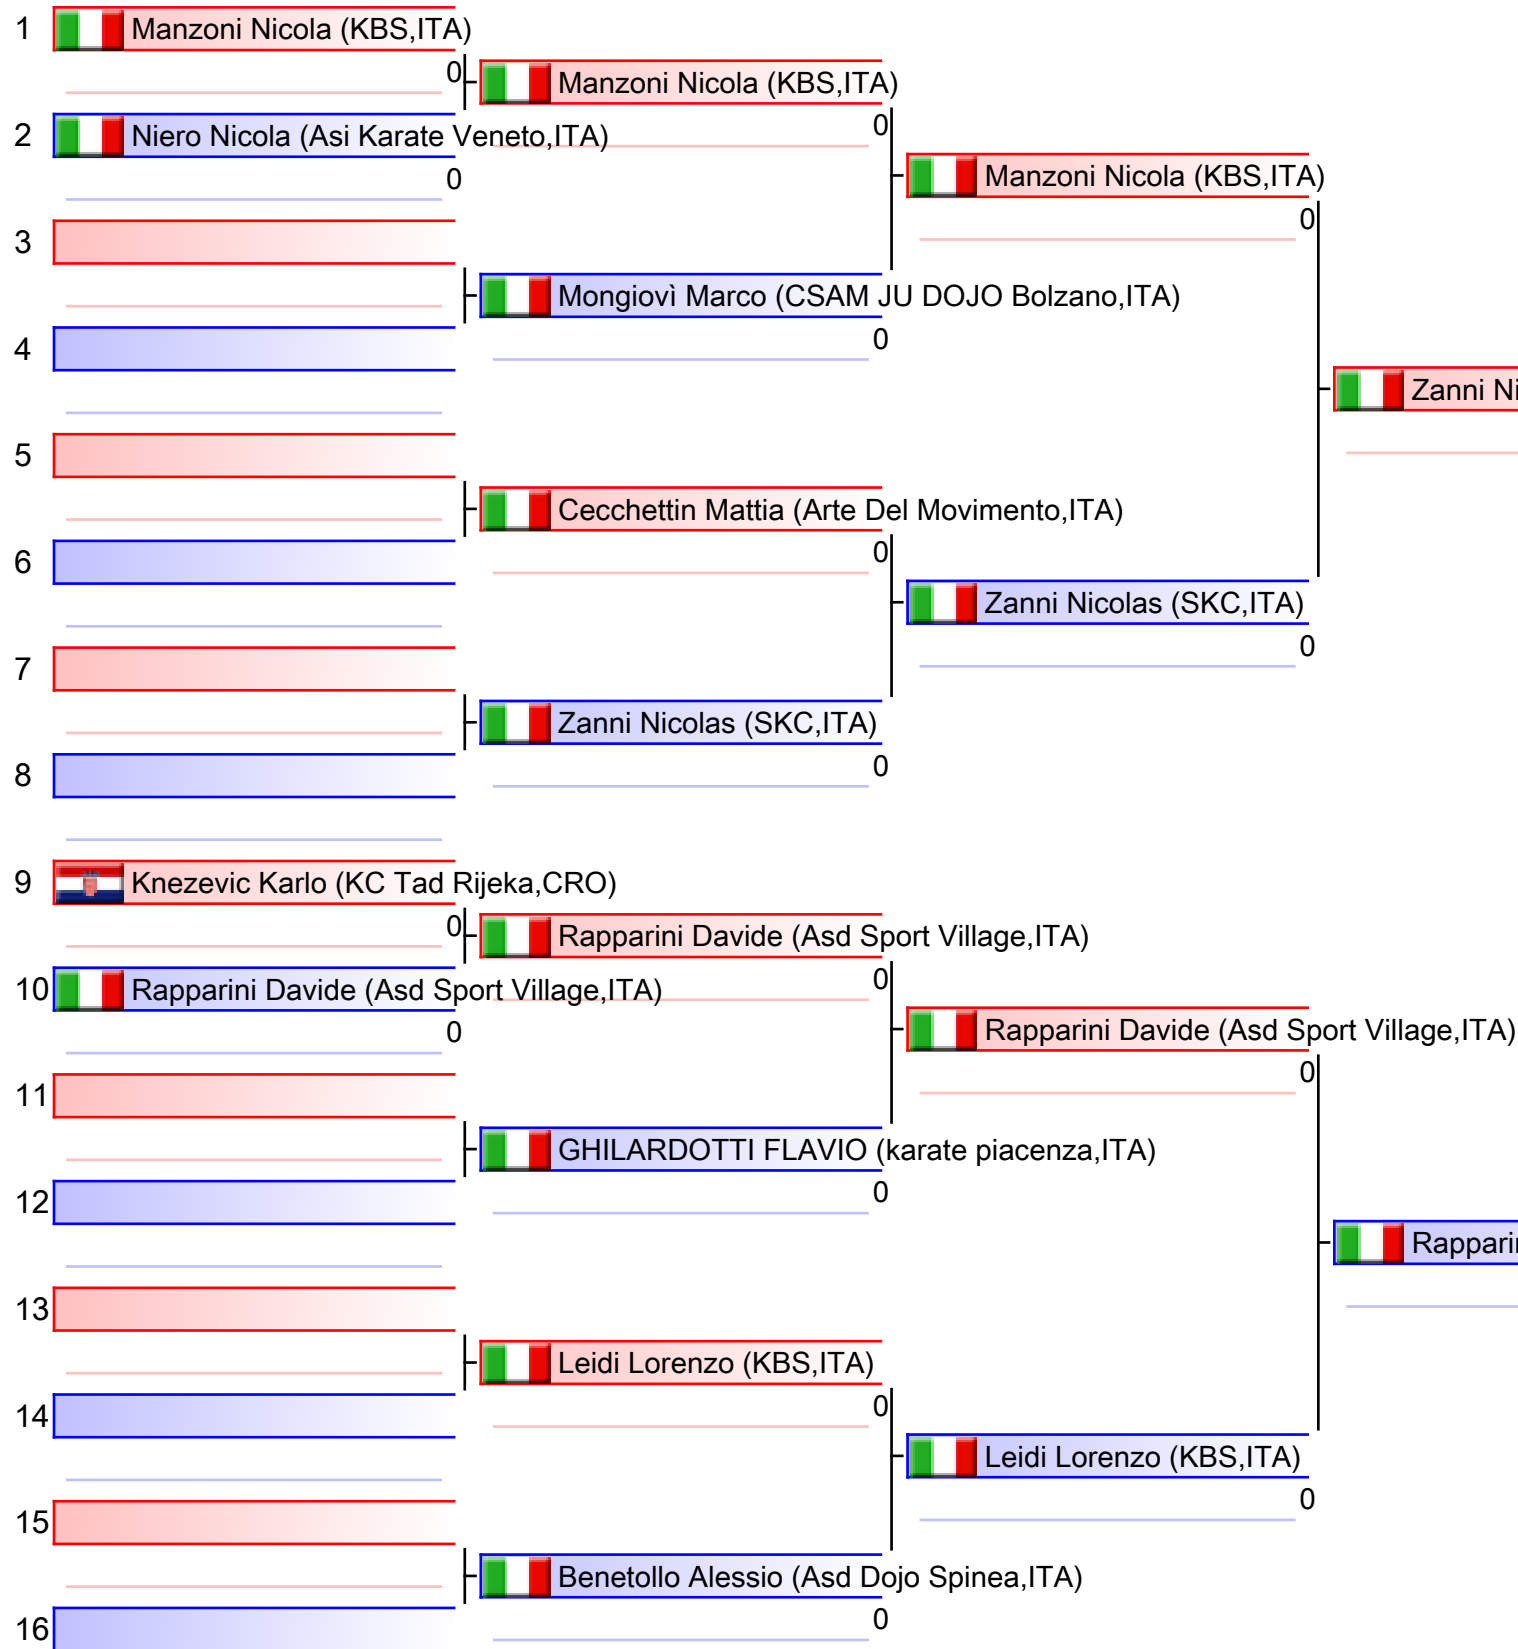 1 Manzoni Nicola (KBS,ITA)
0
Manzoni Nicola (KBS,ITA)
0
2 Niero Nicola (Asi Karate Veneto,ITA)
0
Manzoni Nicola (KBS,ITA)
0
3
Mongiovì Marco (CSAM JU DOJO Bolzano,ITA)
0
4
Zanni Ni
5
Cecchettin Mattia (Arte Del Movimento,ITA)
0
6
Zanni Nicolas (SKC,ITA)
0
7
Zanni Nicolas (SKC,ITA)
0
8
9 Knezevic Karlo (KC Tad Rijeka,CRO)
0
Rapparini Davide (Asd Sport Village,ITA)
0
10 Rapparini Davide (Asd Sport Village,ITA)
0
Rapparini Davide (Asd Sport Village,ITA)
0
11
GHILARDOTTI FLAVIO (karate piacenza,ITA)
0
12
Rapparin
13
Leidi Lorenzo (KBS,ITA)
0
14
Leidi Lorenzo (KBS,ITA)
0
15
Benetollo Alessio (Asd Dojo Spinea,ITA)
0
16